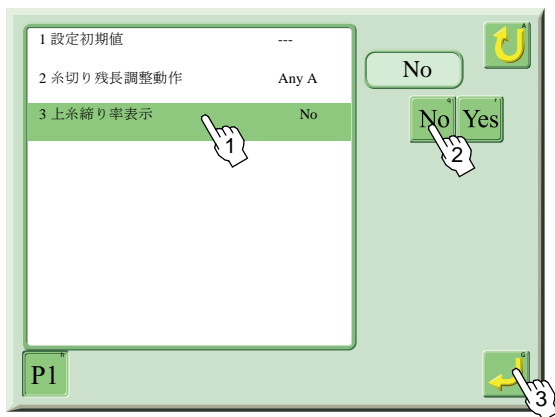 1 設定初期値 ---
2 糸切り残長調整動作 Any A
3 上糸締り率表示 No
No
No Yes
1
2
P1
3